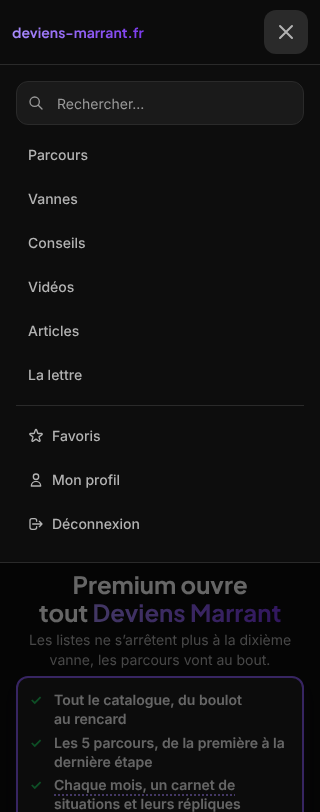 deviens-marrant.fr
Rechercher...
Parcours
Vannes
Conseils
Vidéos
Articles
La lettre
Favoris
Mon profil
Déconnexion
Premium ouvre
tout Deviens Marrant
Les listes ne s'arrêtent plus à la dixième
vanne, les parcours vont au bout.
Tout le catalogue, du boulot
au rencard
Les 5 parcours, de la première à la
dernière étape
Chaque mois, un carnet de
situations et leurs répliques